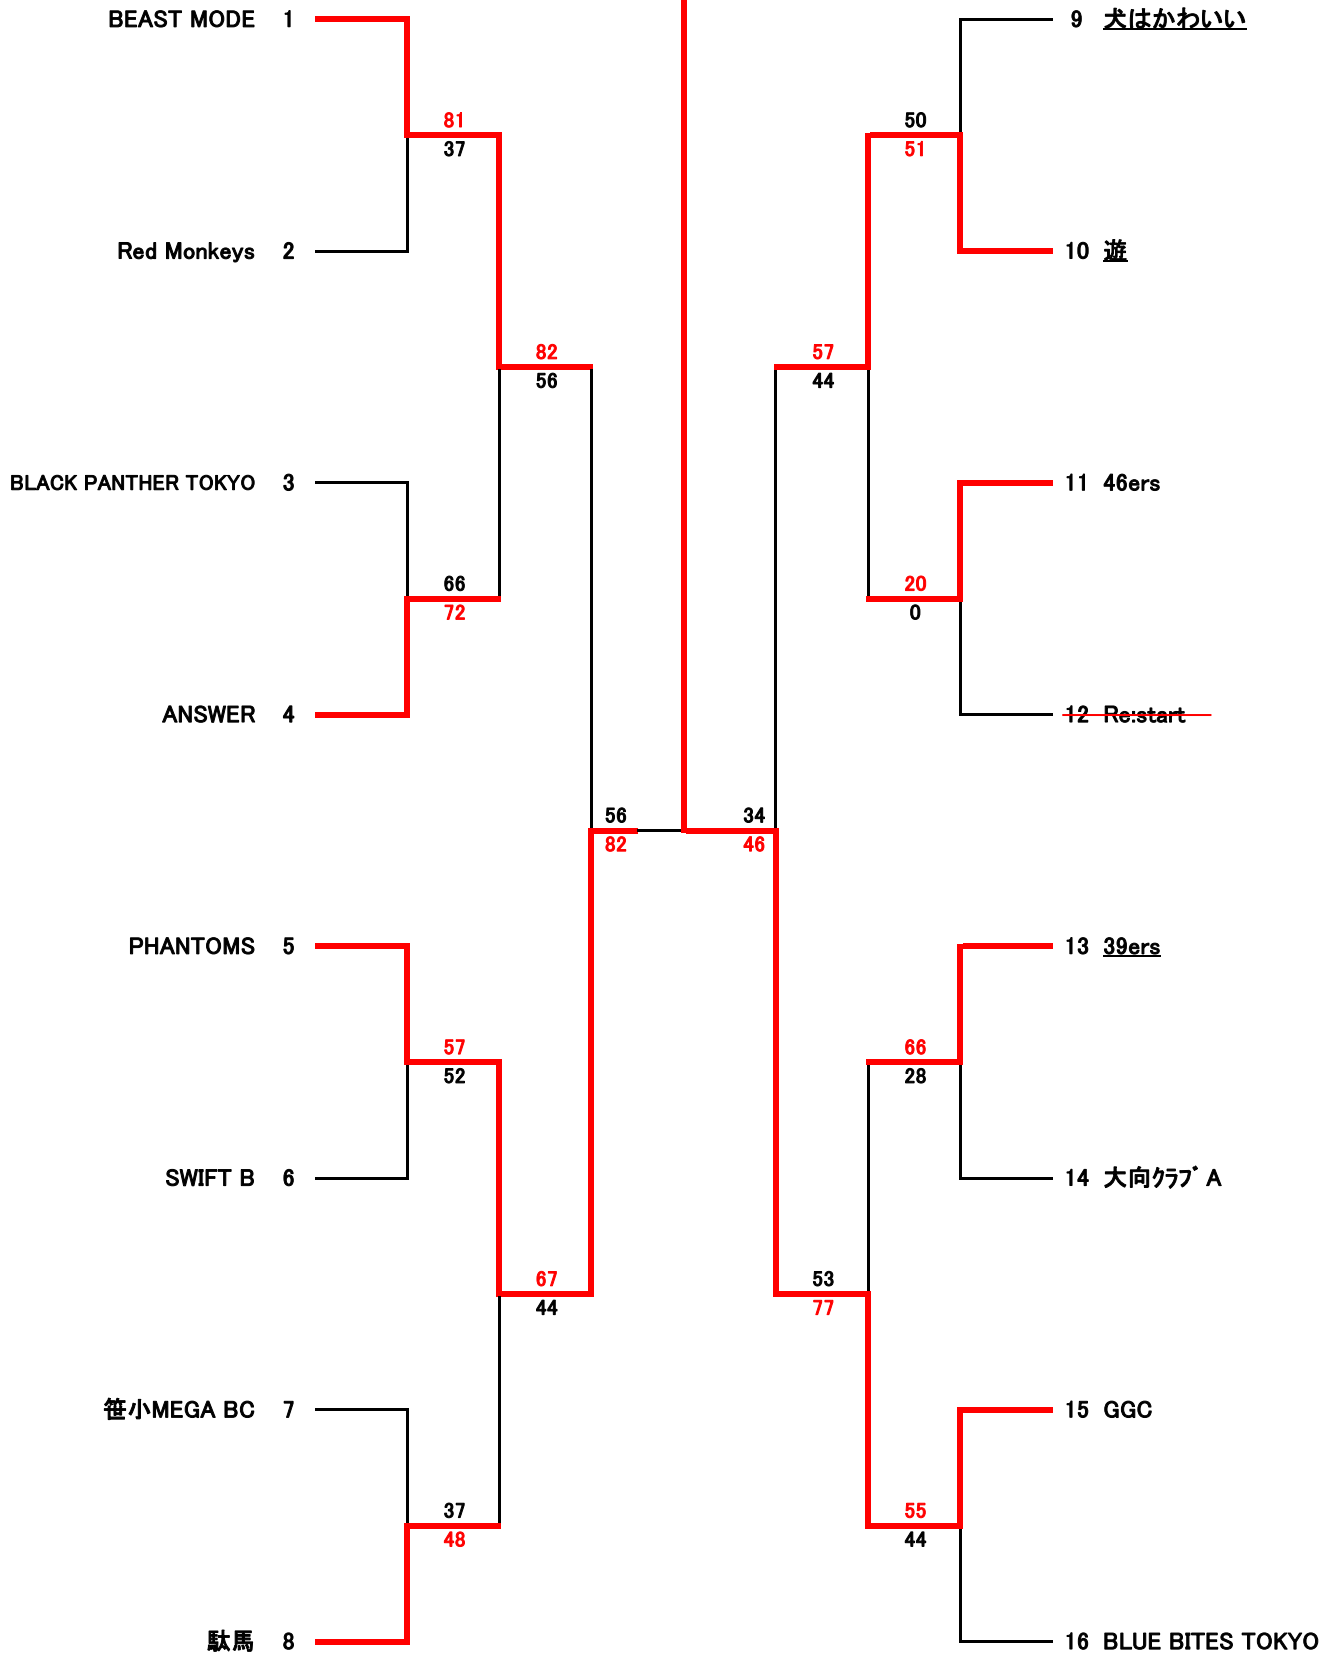 BEAST MODE 1
9 犬はかわいい
81
37
50
51
Red Monkeys 2
10 遊
82
56
57
44
BLACK PANTHER TOKYO 3
11 46ers
66
72
20
0
ANSWER 4
12 Re:start
56
82
34
46
PHANTOMS 5
13 39ers
57
52
66
28
SWIFT B 6
14 大向ｸﾗﾌﾞA
67
44
53
77
笹小MEGA BC 7
15 GGC
37
48
55
44
駄馬 8
16 BLUE BITES TOKYO